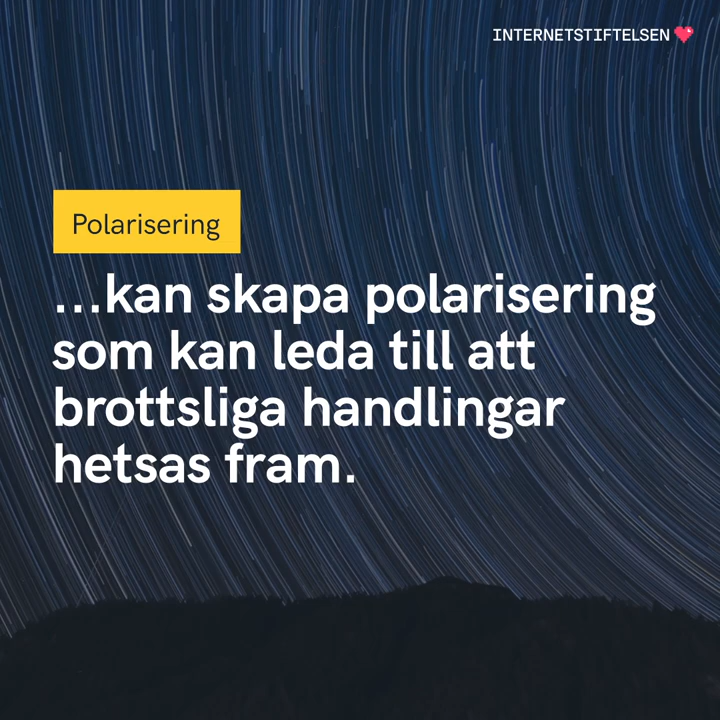 INTERNETSTIFTELSEN
Polarisering
...kan skapa polarisering
som kan leda till att
brottsliga handlingar
hetsas fram.